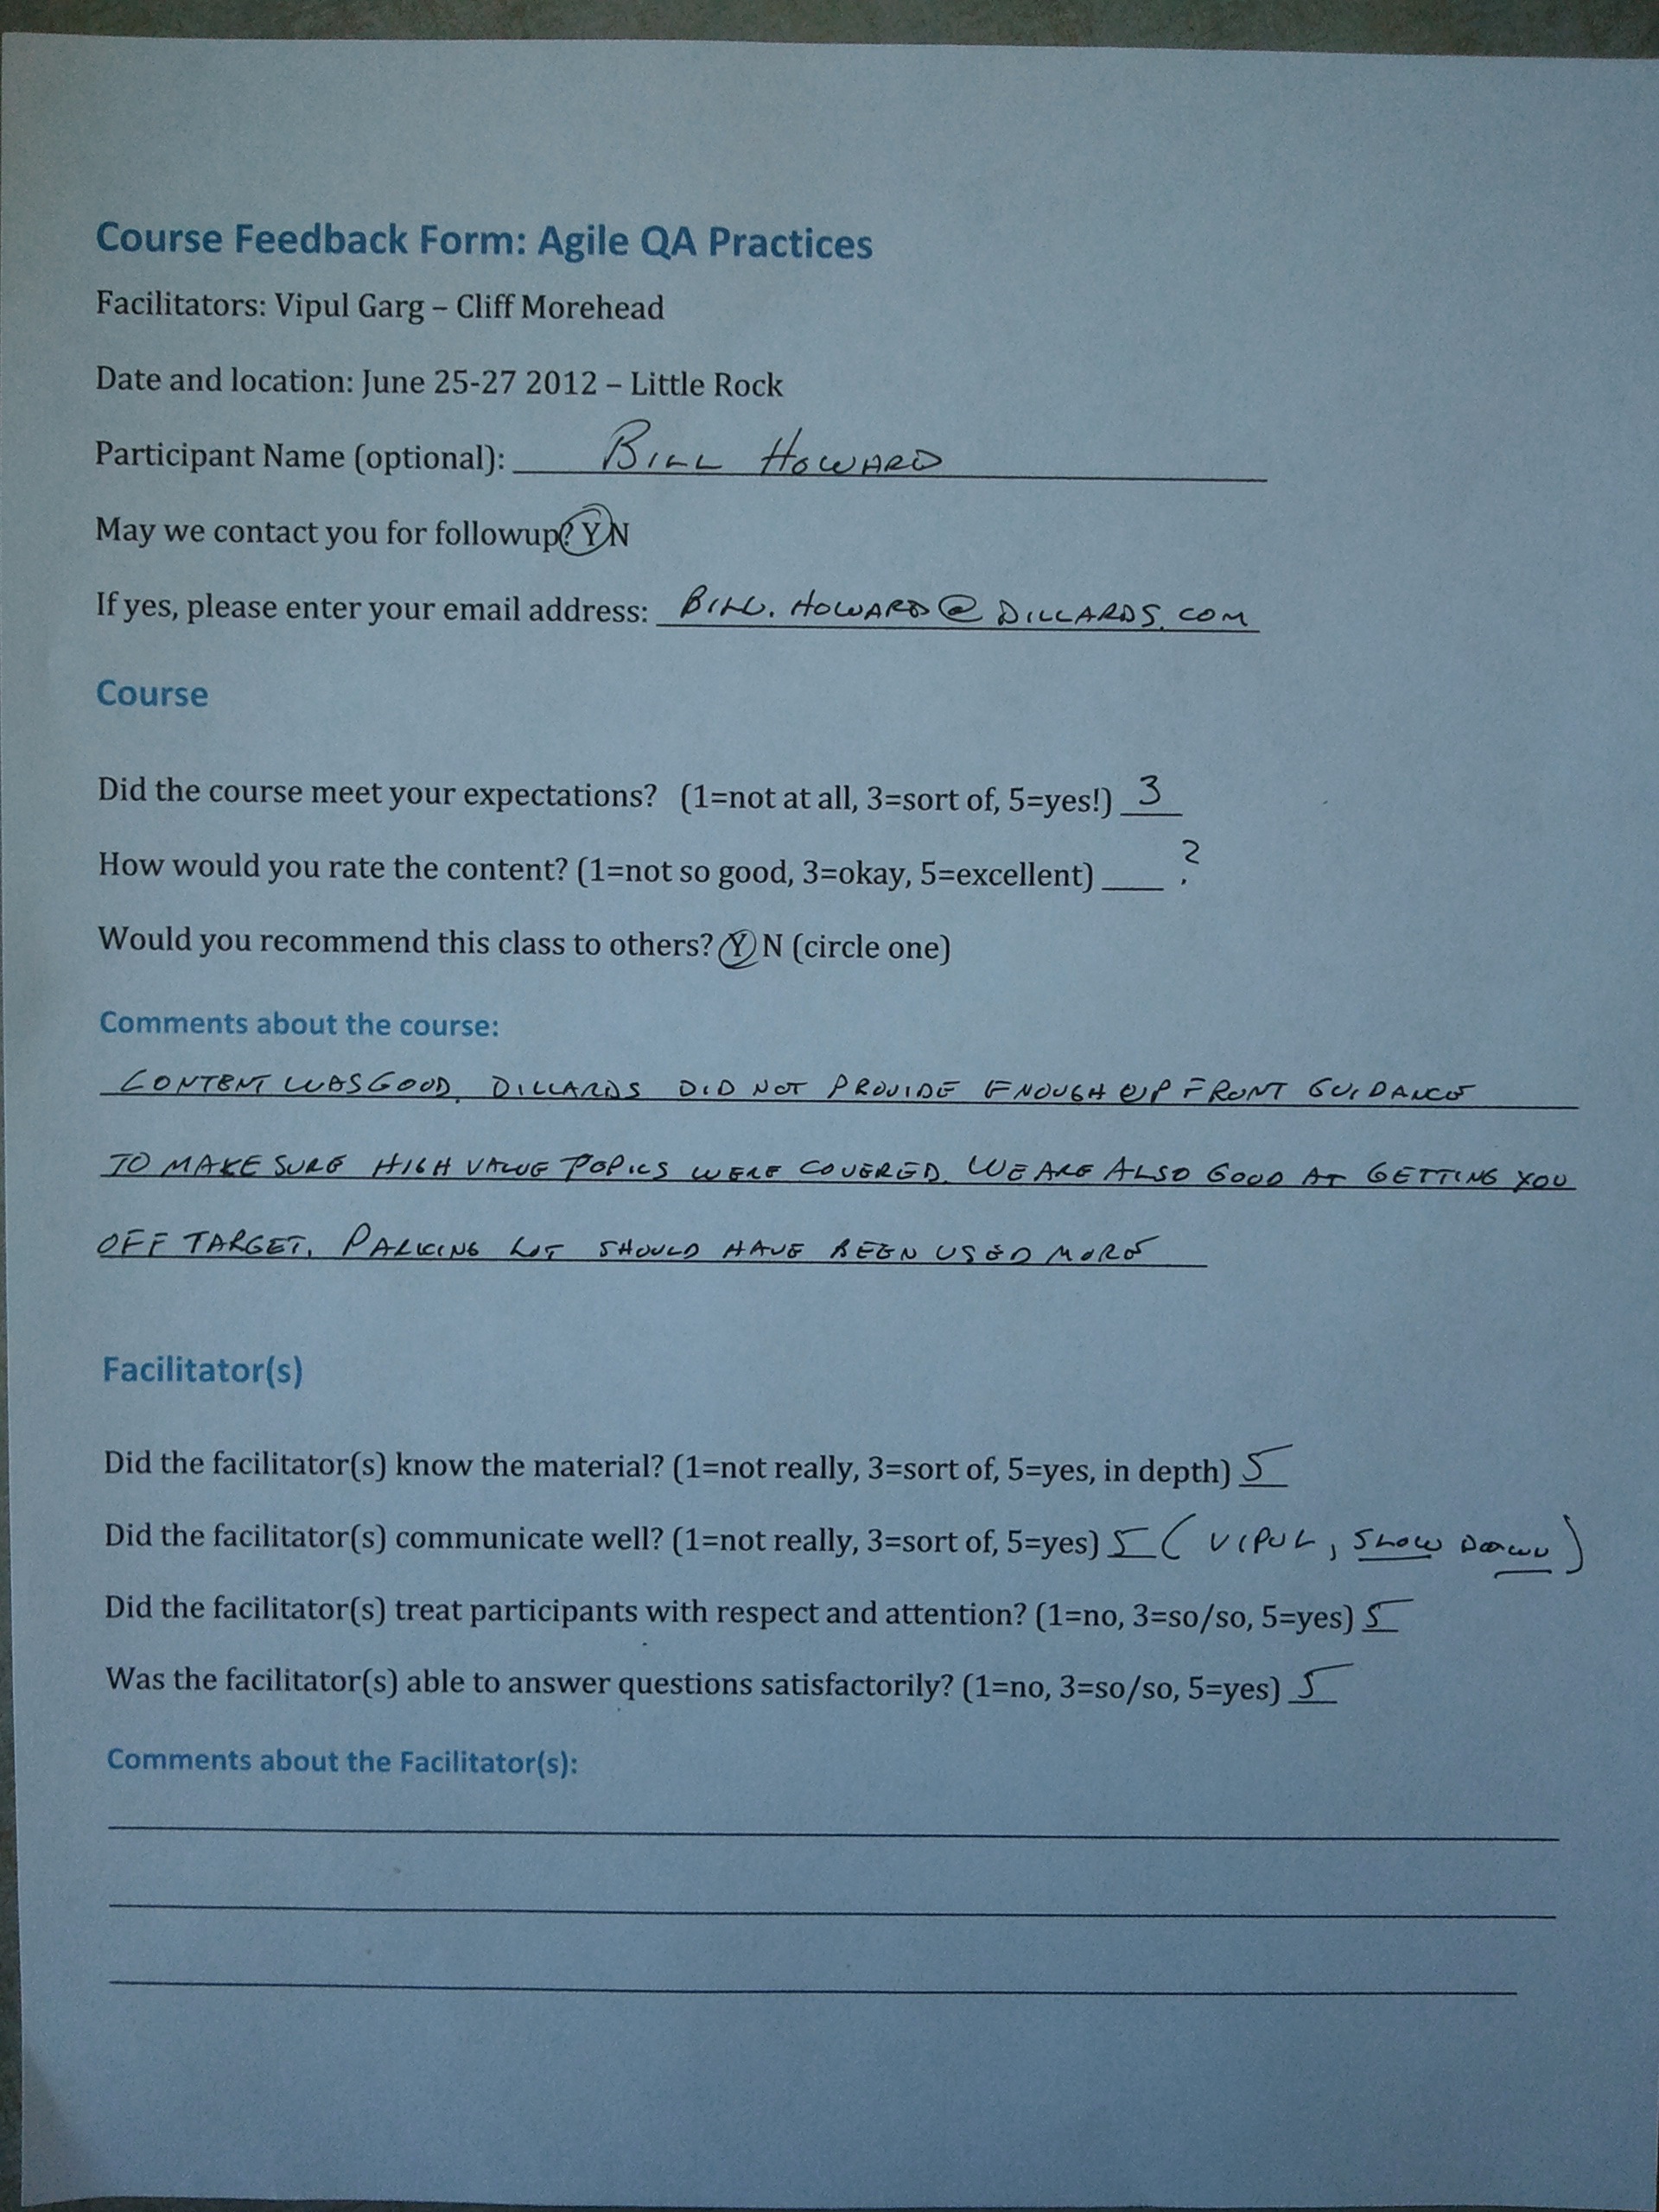 Course Feedback Form: Agile QA Practices
Facilitators: Vipul Garg – Cliff Morehead
Date and location: June 25-27 2012 – Little Rock
Participant Name (optional): BILL HOWARD
May we contact you for followup? Y N
If yes, please enter your email address: BILL.HOWARD@DILLARDS.COM
Course
Did the course meet your expectations? (1=not at all, 3=sort of, 5=yes!) 3
How would you rate the content? (1=not so good, 3=okay, 5=excellent) ____ ?
Would you recommend this class to others? Y N (circle one)
Comments about the course:
CONTENT WAS GOOD. DILLARDS DID NOT PROVIDE ENOUGH UP FRONT GUIDANCE
TO MAKE SURE HIGH VALUE TOPICS WERE COVERED. WE ARE ALSO GOOD AT GETTING YOU
OFF TARGET. PARKING LOT SHOULD HAVE BEEN USED MORE
Facilitator(s)
Did the facilitator(s) know the material? (1=not really, 3=sort of, 5=yes, in depth) 5
Did the facilitator(s) communicate well? (1=not really, 3=sort of, 5=yes) 5 (VIPUL, SLOW DOWN)
Did the facilitator(s) treat participants with respect and attention? (1=no, 3=so/so, 5=yes) 5
Was the facilitator(s) able to answer questions satisfactorily? (1=no, 3=so/so, 5=yes) 5
Comments about the Facilitator(s):